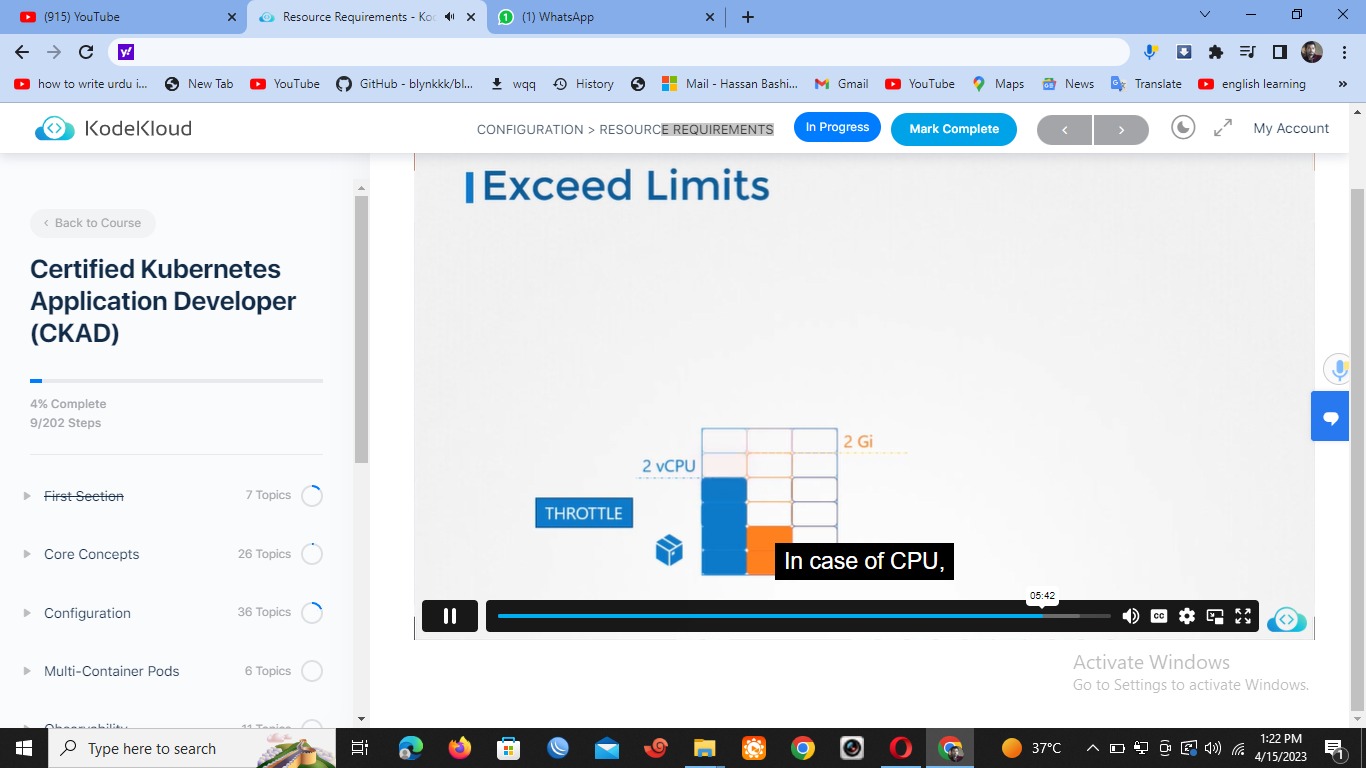 (915) YouTube
Resource Requirements - Ko
(1) WhatsApp
how to write urdu i...
New Tab
YouTube
GitHub - blynkkk/bl...
wqq
History
Mail - Hassan Bashi...
Gmail
YouTube
Maps
News
Translate
english learning
»
KodeKloud
CONFIGURATION > RESOURCE REQUIREMENTS
In Progress
Mark Complete
My Account
Back to Course
Certified Kubernetes
Application Developer
(CKAD)
4% Complete
9/202 Steps
First Section 7 Topics
Core Concepts 26 Topics
Configuration 36 Topics
Multi-Container Pods 6 Topics
Observability 11 Topics
Exceed Limits
2 Gi
2 vCPU
THROTTLE
In case of CPU,
05:42
CC
Activate Windows
Go to Settings to activate Windows.
Type here to search
37°C
1:22 PM
4/15/2023
1